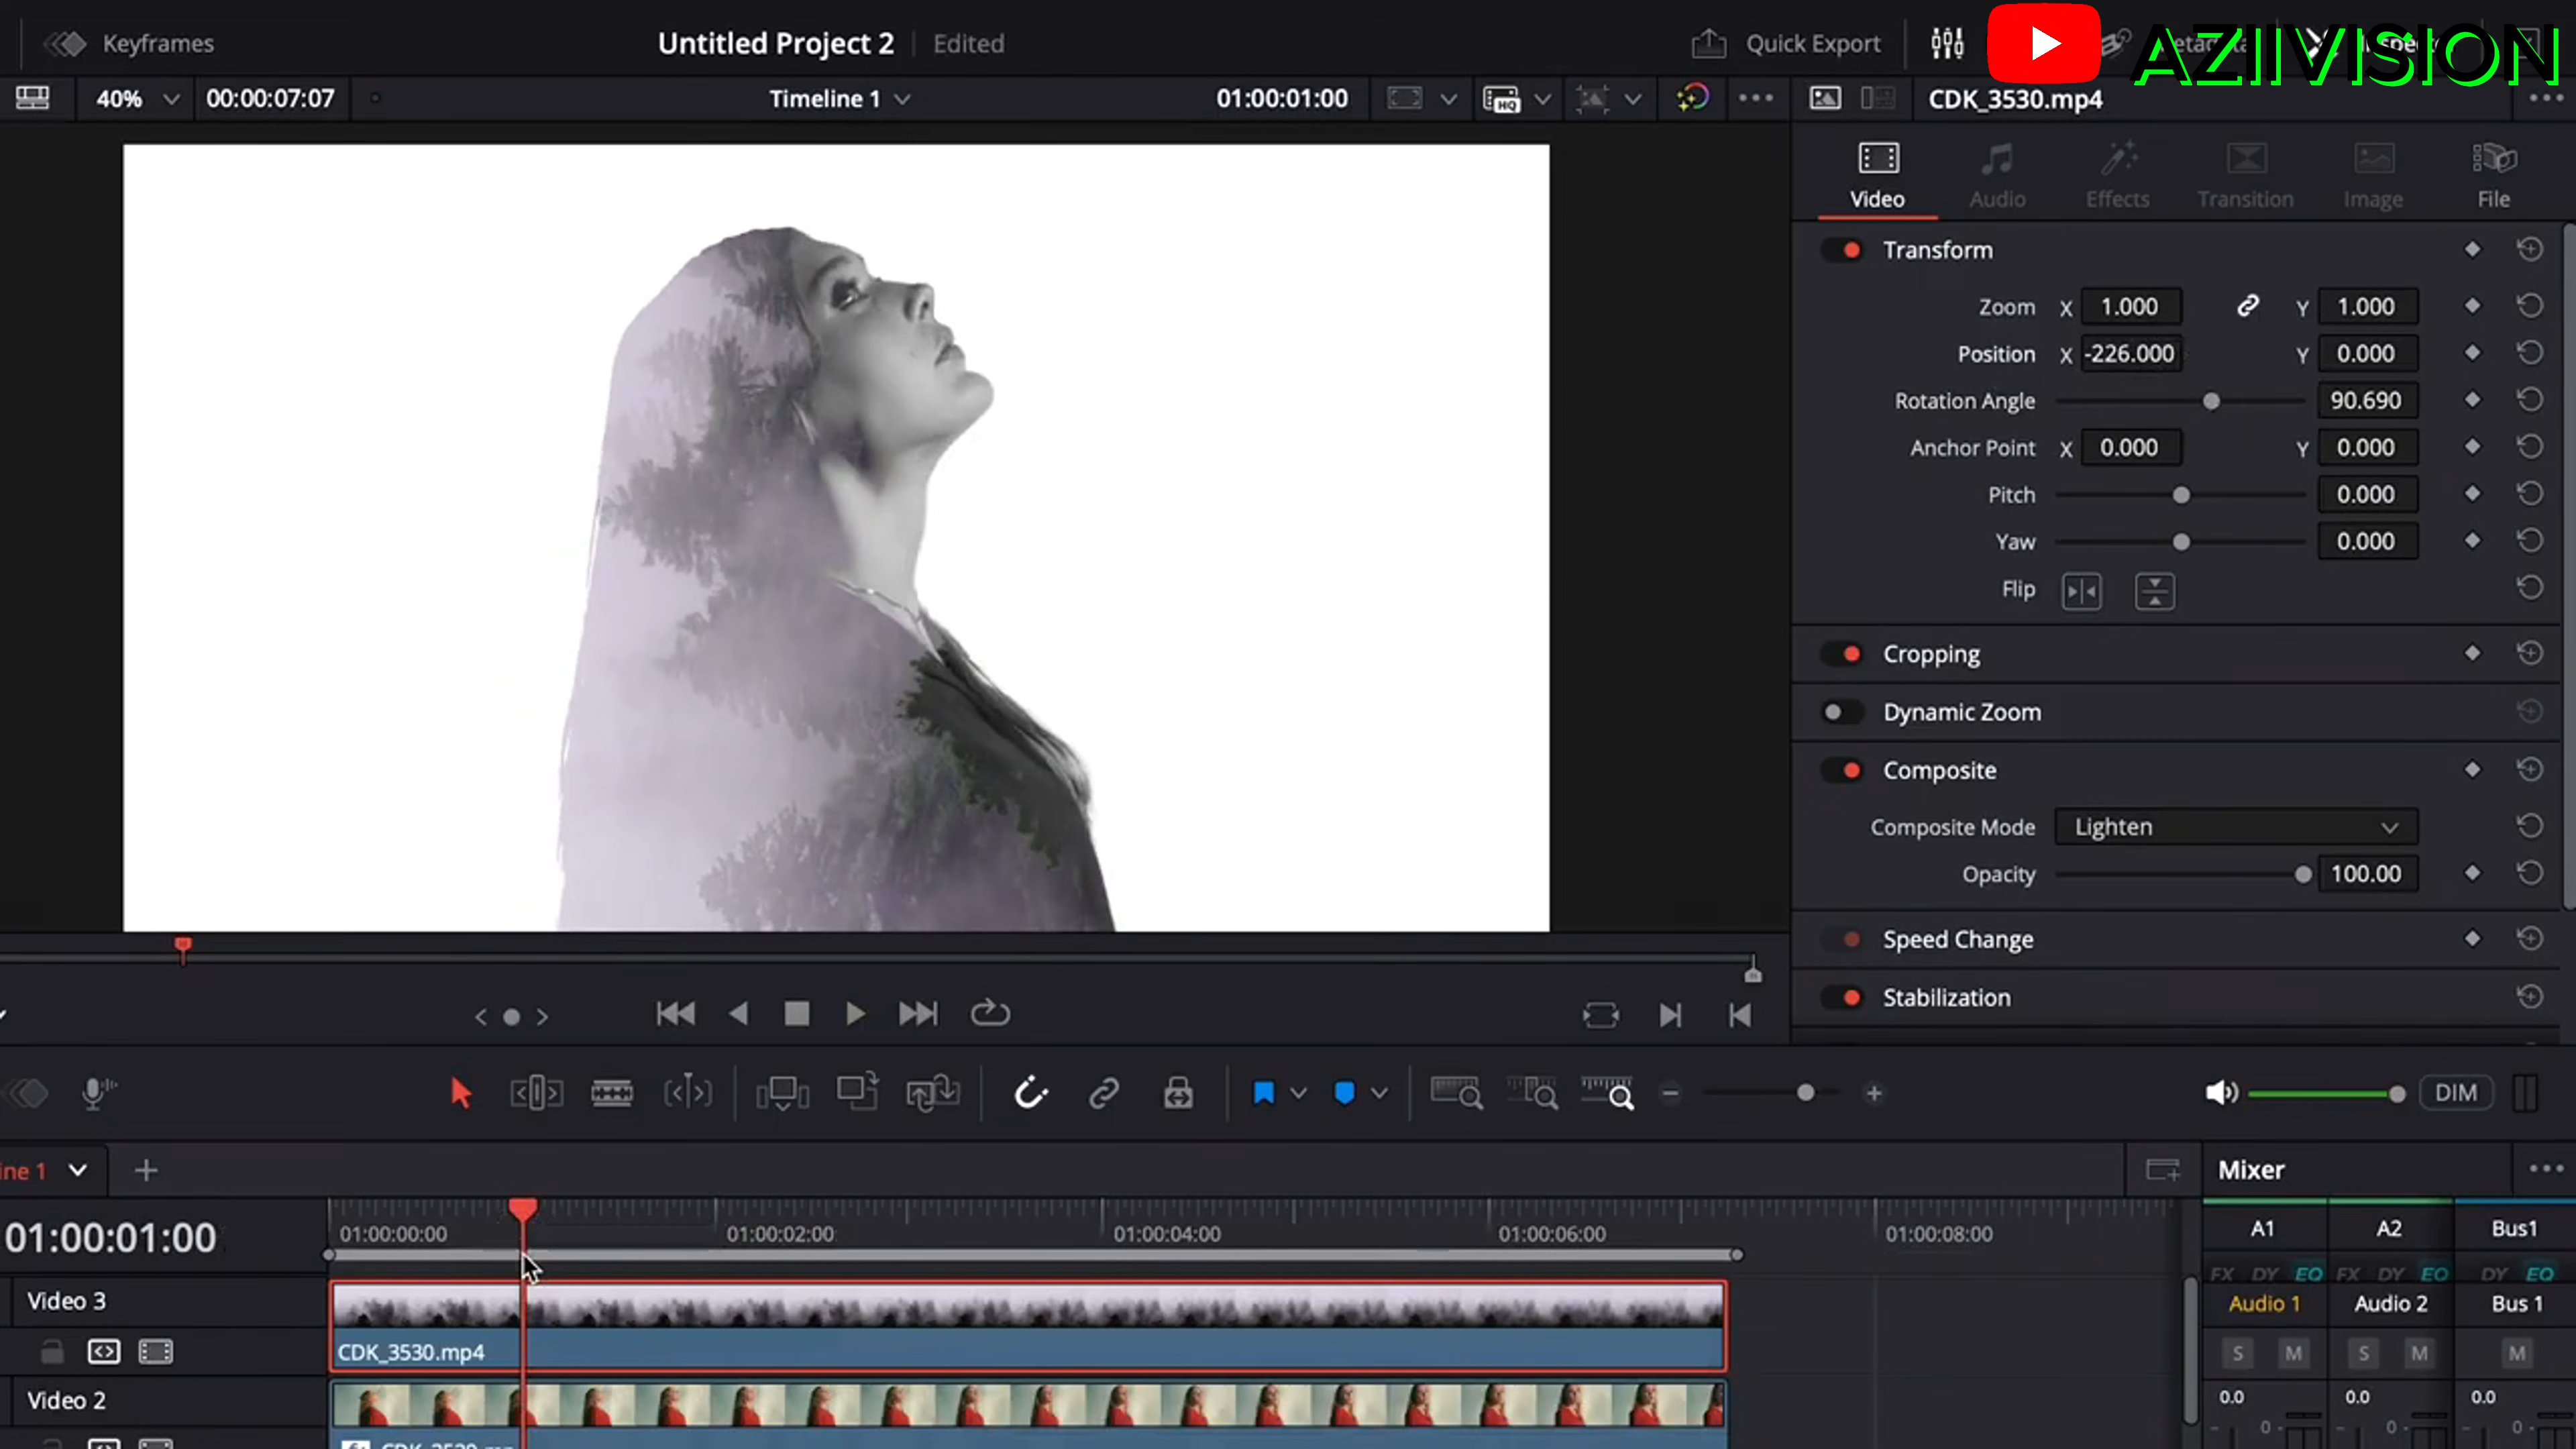 Keyframes
Untitled Project 2
Edited
Quick Export
Inspector
AZIIVISION
40%
00:00:07:07
Timeline 1
01:00:01:00
HQ
CDK_3530.mp4
Video
Audio
Effects
Transition
Image
File
Transform
Zoom X 1.000 Y 1.000
Position X -226.000 Y 0.000
Rotation Angle 90.690
Anchor Point X 0.000 Y 0.000
Pitch 0.000
Yaw 0.000
Flip
Cropping
Dynamic Zoom
Composite
Composite Mode Lighten
Opacity 100.00
Speed Change
Stabilization
DIM
ine 1
Mixer
01:00:01:00
01:00:00:00
01:00:02:00
01:00:04:00
01:00:06:00
01:00:08:00
A1 A2 Bus1
FX DY EQ FX DY EQ DY EQ
Video 3
Audio 1 Audio 2 Bus 1
CDK_3530.mp4
S M S M M
Video 2
0.0 0.0 0.0
0 0 0